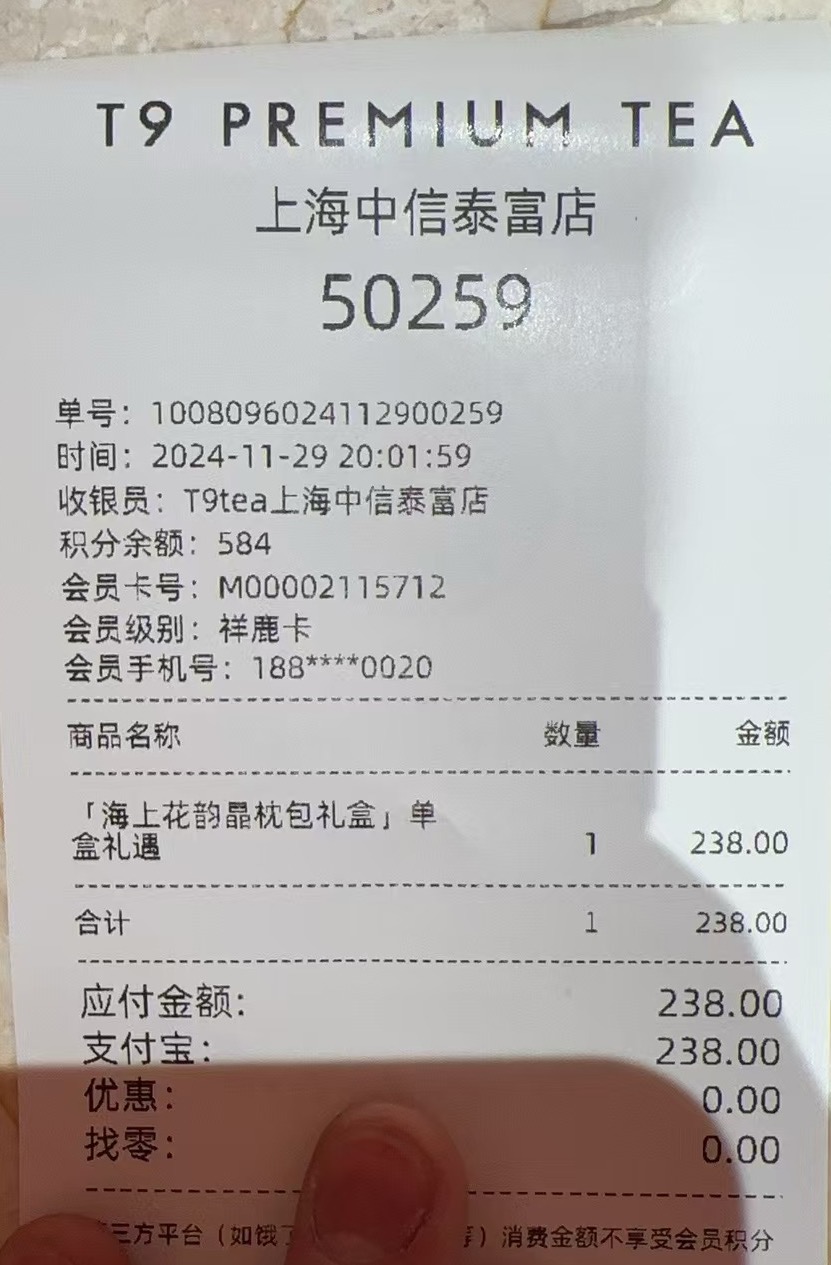 T9 PREMIUM TEA
上海中信泰富店
50259
单号：1008096024112900259
时间：2024-11-29 20:01:59
收银员：T9tea上海中信泰富店
积分余额：584
会员卡号：M00002115712
会员级别：祥鹿卡
会员手机号：188****0020
商品名称 数量 金额
「海上花韵晶枕包礼盒」单
盒礼遇 1 238.00
合计 1 238.00
应付金额: 238.00
支付宝: 238.00
优惠: 0.00
找零: 0.00
三方平台（如饿 ）消费金额不享受会员积分